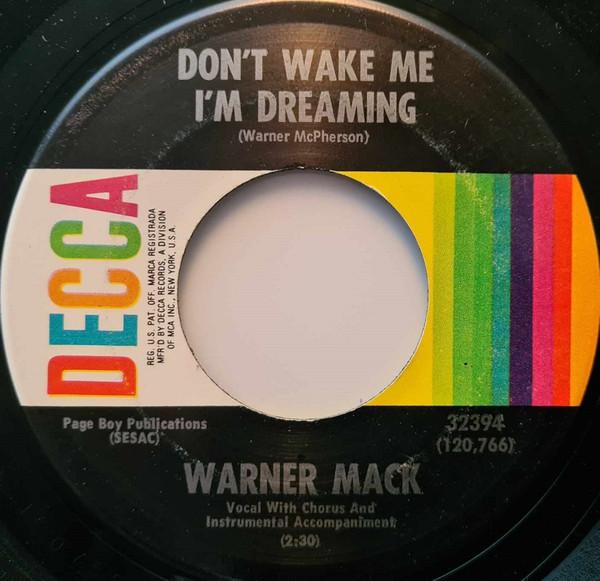 DON'T WAKE ME
I'M DREAMING
(Warner McPherson)
DECCA
REG. U.S. PAT. OFF. MARCA REGISTRADA
MFR'D BY DECCA RECORDS, A DIVISION
OF MCA INC., NEW YORK, U.S.A.
Page Boy Publications
(SESAC)
32394
(120,766)
WARNER MACK
Vocal With Chorus And
Instrumental Accompaniment
(2:30)